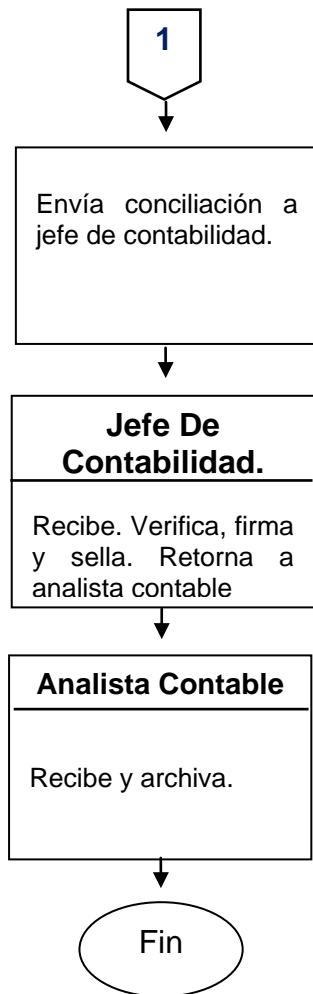 1
Envía conciliación a
jefe de contabilidad.
Jefe De
Contabilidad.
Recibe. Verifica, firma
y sella. Retorna a
analista contable
Analista Contable
Recibe y archiva.
Fin